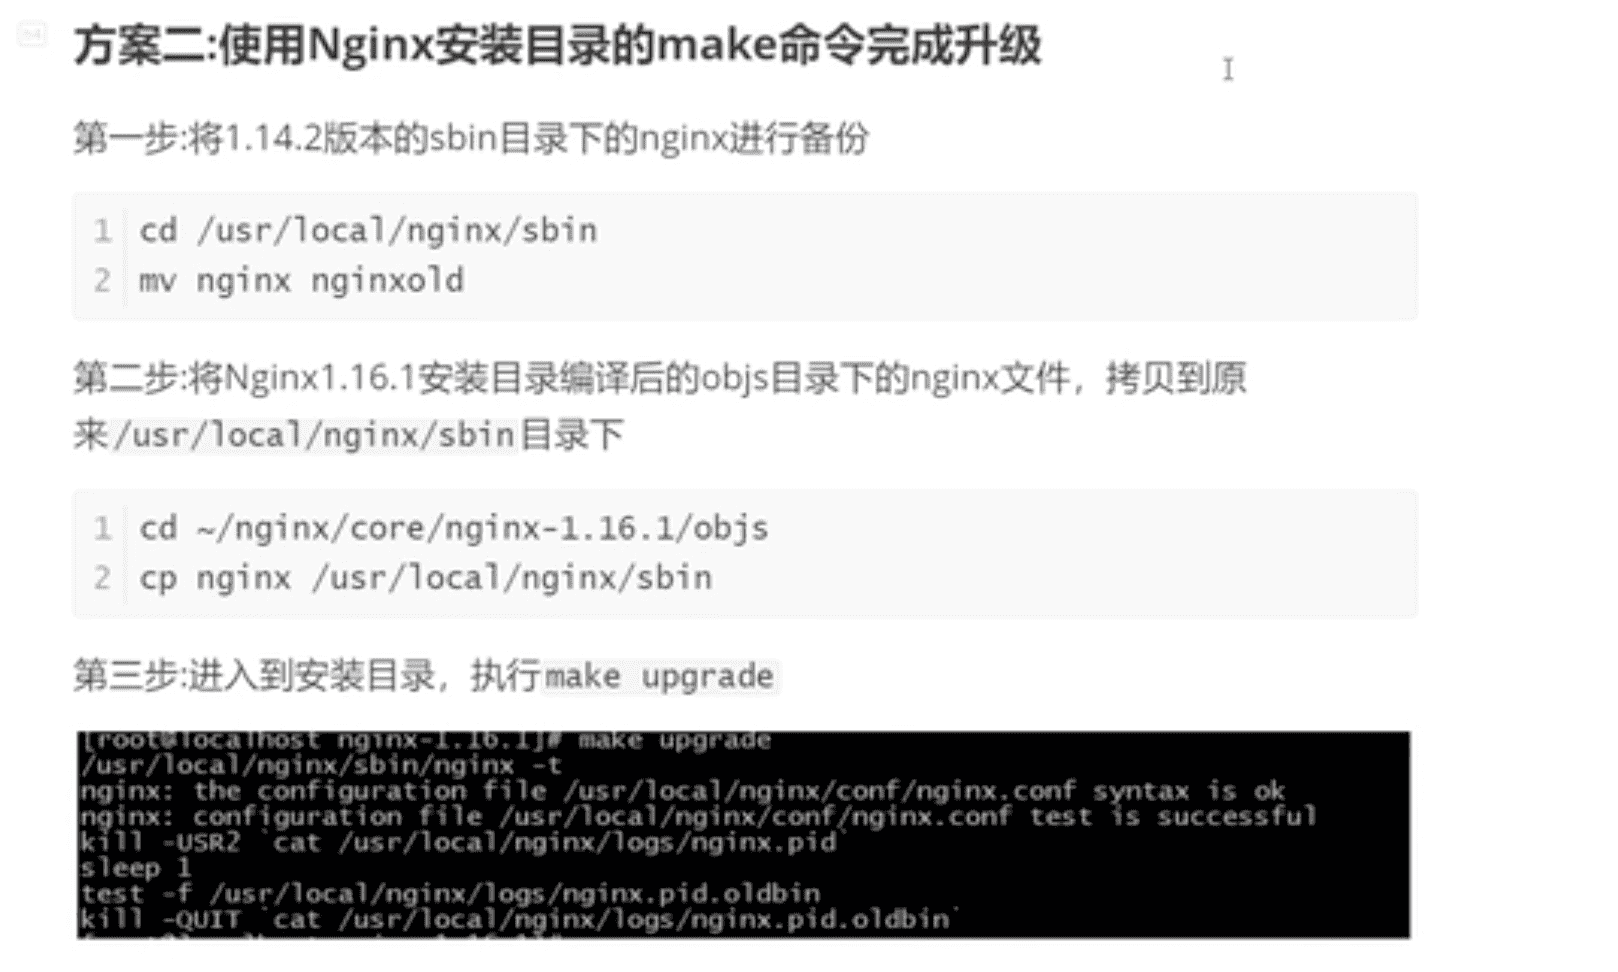 方案二:使用Nginx安装目录的make命令完成升级
第一步:将1.14.2版本的sbin目录下的nginx进行备份
1 cd /usr/local/nginx/sbin
2 mv nginx nginxold
第二步:将Nginx1.16.1安装目录编译后的objs目录下的nginx文件，拷贝到原
来/usr/local/nginx/sbin目录下
1 cd ~/nginx/core/nginx-1.16.1/objs
2 cp nginx /usr/local/nginx/sbin
第三步:进入到安装目录，执行make upgrade
[root@localhost nginx-1.16.1]# make upgrade
/usr/local/nginx/sbin/nginx -t
nginx: the configuration file /usr/local/nginx/conf/nginx.conf syntax is ok
nginx: configuration file /usr/local/nginx/conf/nginx.conf test is successful
kill -USR2 `cat /usr/local/nginx/logs/nginx.pid`
sleep 1
test -f /usr/local/nginx/logs/nginx.pid.oldbin
kill -QUIT `cat /usr/local/nginx/logs/nginx.pid.oldbin`